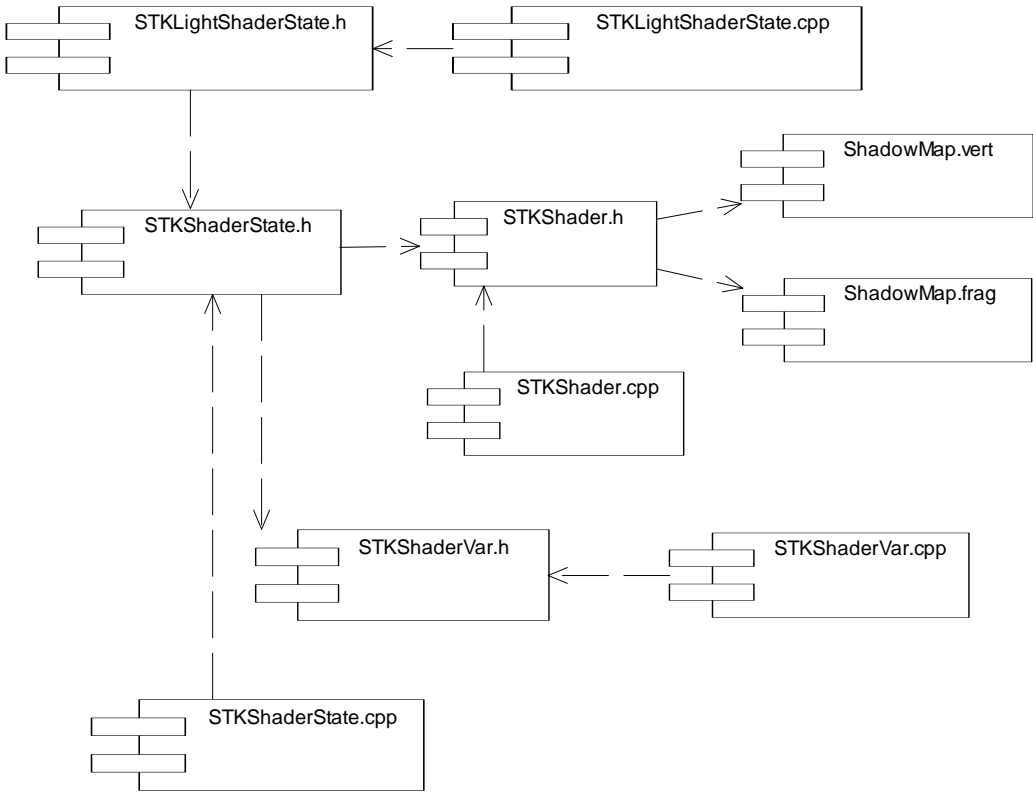 STKLightShaderState.h
STKLightShaderState.cpp
ShadowMap.vert
STKShaderState.h
STKShader.h
ShadowMap.frag
STKShader.cpp
STKShaderVar.h
STKShaderVar.cpp
STKShaderState.cpp